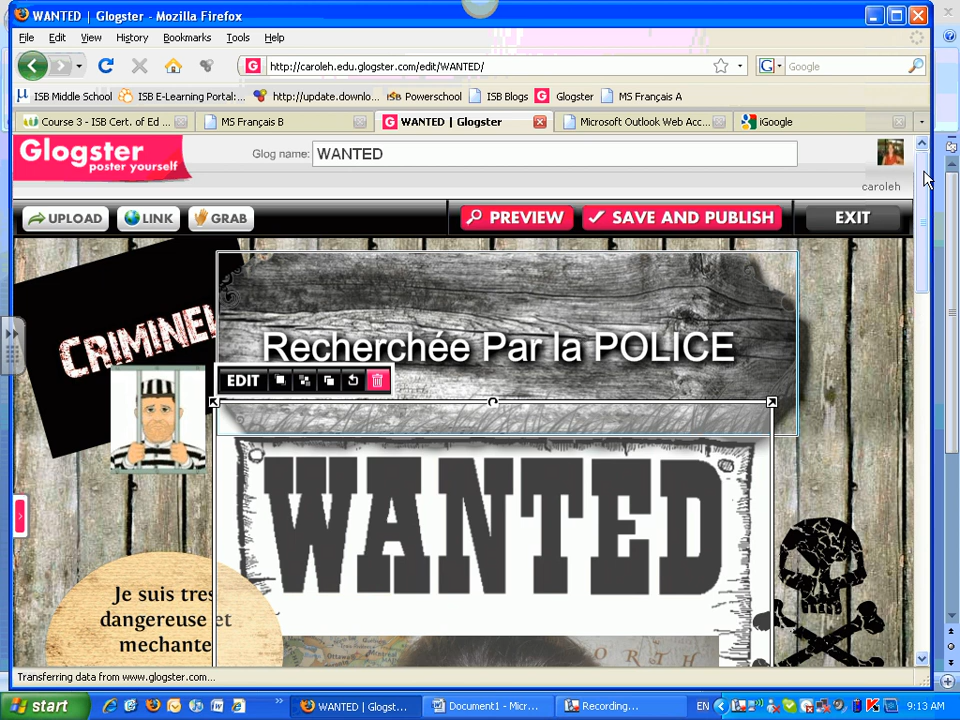 WANTED | Glogster - Mozilla Firefox
File Edit View History Bookmarks Tools Help
http://caroleh.edu.glogster.com/edit/WANTED/
Google
ISB Middle School ISB E-Learning Portal:... http://update.downlo... Powerschool ISB Blogs Glogster MS Français A
Course 3 - ISB Cert. of Ed ... MS Français B WANTED | Glogster Microsoft Outlook Web Acc... iGoogle
Glogster
poster yourself
Glog name: WANTED
caroleh
UPLOAD LINK GRAB PREVIEW SAVE AND PUBLISH EXIT
CRIMINEL
Recherchée Par la POLICE
EDIT
WANTED
Je suis tres
dangereuse et
mechante
NORTH
Transferring data from www.glogster.com...
start WANTED | Glogst... Document1 - Micr... Recording... EN 9:13 AM